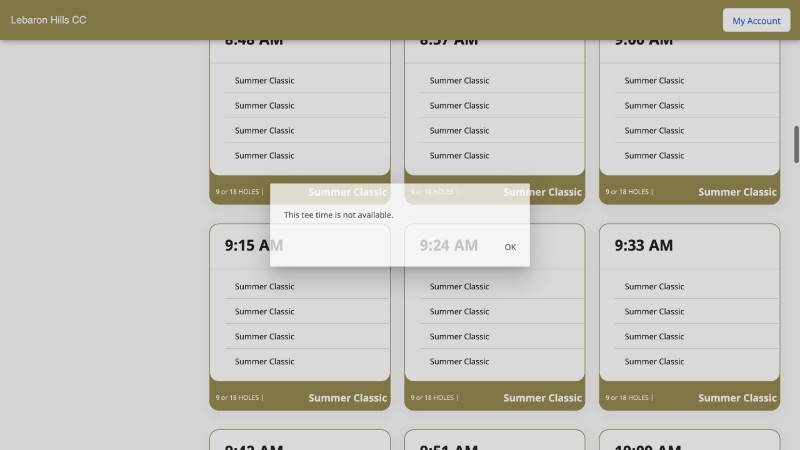 Lebaron Hills CC
My Account
8:48 AM
8:57 AM
9:06 AM
Summer Classic
Summer Classic
Summer Classic
Summer Classic
Summer Classic
Summer Classic
Summer Classic
Summer Classic
Summer Classic
Summer Classic
Summer Classic
Summer Classic
9 or 18 HOLES |
Summer Classic
9 or 18 HOLES |
Summer Classic
9 or 18 HOLES |
Summer Classic
This tee time is not available.
OK
9:15 AM
9:24 AM
9:33 AM
Summer Classic
Summer Classic
Summer Classic
Summer Classic
Summer Classic
Summer Classic
Summer Classic
Summer Classic
Summer Classic
Summer Classic
Summer Classic
Summer Classic
9 or 18 HOLES |
Summer Classic
9 or 18 HOLES |
Summer Classic
9 or 18 HOLES |
Summer Classic
9:42 AM
9:51 AM
10:00 AM